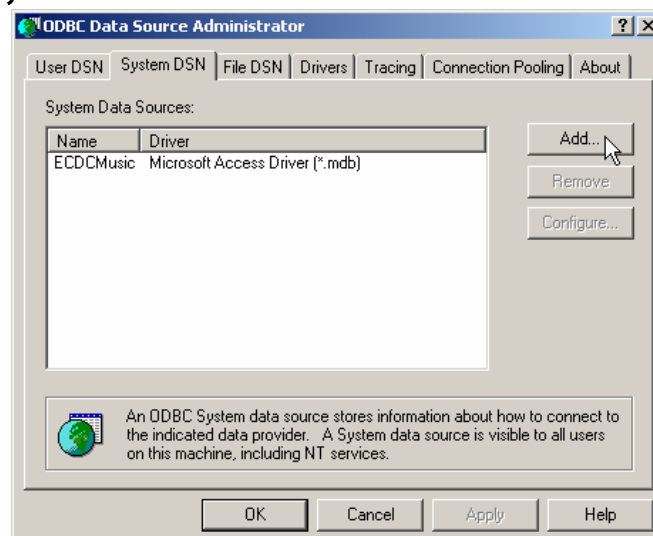 ODBC Data Source Administrator
User DSN System DSN File DSN Drivers Tracing Connection Pooling About
System Data Sources:
Name Driver
ECDCMusic Microsoft Access Driver (*.mdb)
Add...
Remove
Configure...
An ODBC System data source stores information about how to connect to
the indicated data provider. A System data source is visible to all users
on this machine, including NT services.
OK Cancel Apply Help